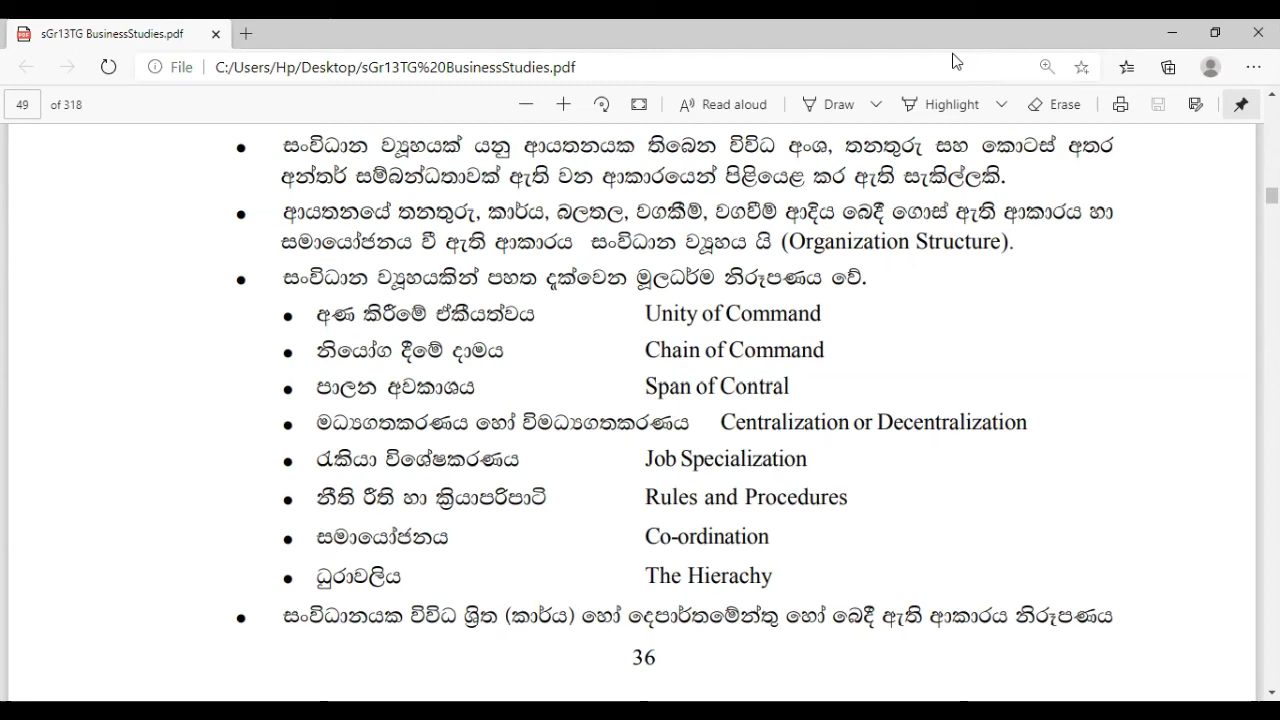 sGr13TG BusinessStudies.pdf
File C:/Users/Hp/Desktop/sGr13TG%20BusinessStudies.pdf
49 of 318 Read aloud Draw Highlight Erase
• සංවිධාන ව්‍යූහයක් යනු ආයතනයක තිබෙන විවිධ අංශ, තනතුරු සහ කොටස් අතර
අන්තර් සම්බන්ධතාවක් ඇති වන ආකාරයෙන් පිළියෙළ කර ඇති සැකිල්ලකි.
• ආයතනයේ තනතුරු, කාර්ය, බලතල, වගකීම්, වගවීම් ආදිය බෙදී ගොස් ඇති ආකාරය හා
සමායෝජනය වී ඇති ආකාරය සංවිධාන ව්‍යූහය යි (Organization Structure).
• සංවිධාන ව්‍යූහයකින් පහත දැක්වෙන මූලධර්ම නිරූපණය වේ.
• අණ කිරීමේ ඒකීයත්වය Unity of Command
• නියෝග දීමේ දාමය Chain of Command
• පාලන අවකාශය Span of Contral
• මධ්‍යගතකරණය හෝ විමධ්‍යගතකරණය Centralization or Decentralization
• රැකියා විශේෂකරණය Job Specialization
• නීති රීති හා ක්‍රියාපරිපාටි Rules and Procedures
• සමායෝජනය Co-ordination
• ධුරාවලිය The Hierachy
• සංවිධානයක විවිධ ශ්‍රිත (කාර්ය) හෝ දෙපාර්තමේන්තු හෝ බෙදී ඇති ආකාරය නිරූපණය
36